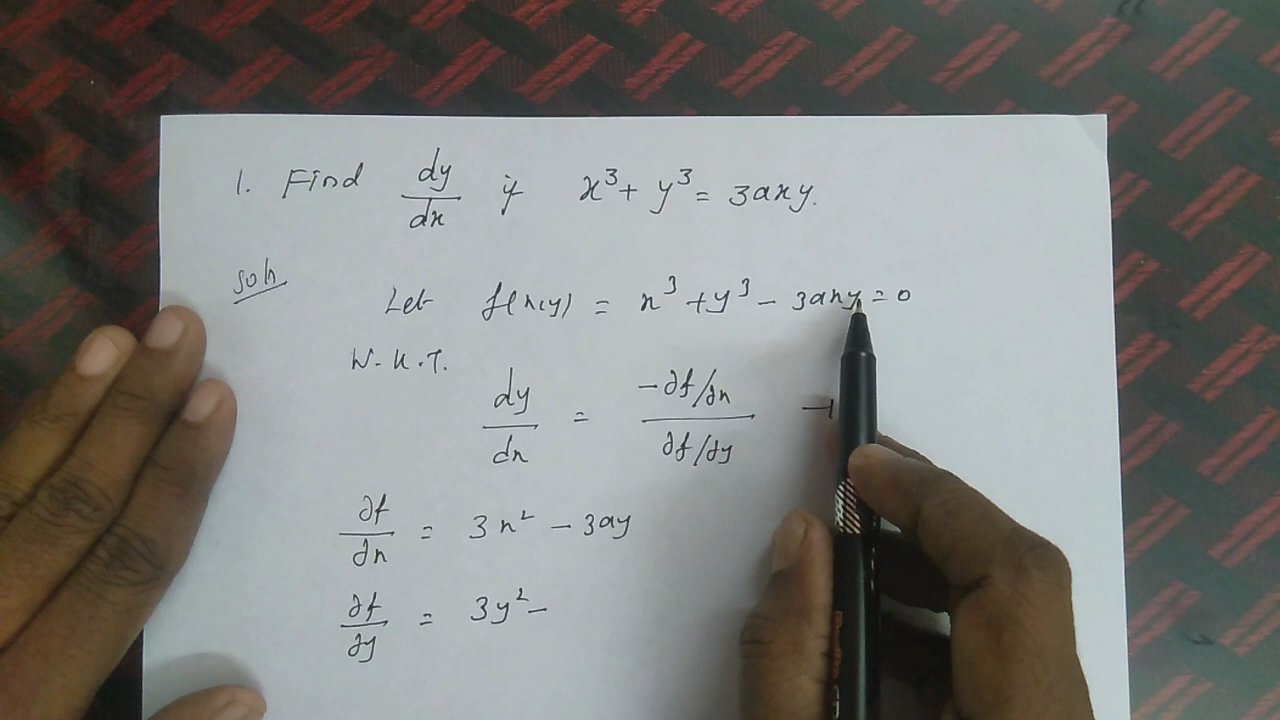 1. Find dy/dx if x³ + y³ = 3axy.
Soln
Let f(x,y) = x³ + y³ - 3axy = 0
W.K.T.
dy/dx = -∂f/∂x / ∂f/∂y →
∂f/∂x = 3x² - 3ay
∂f/∂y = 3y² -